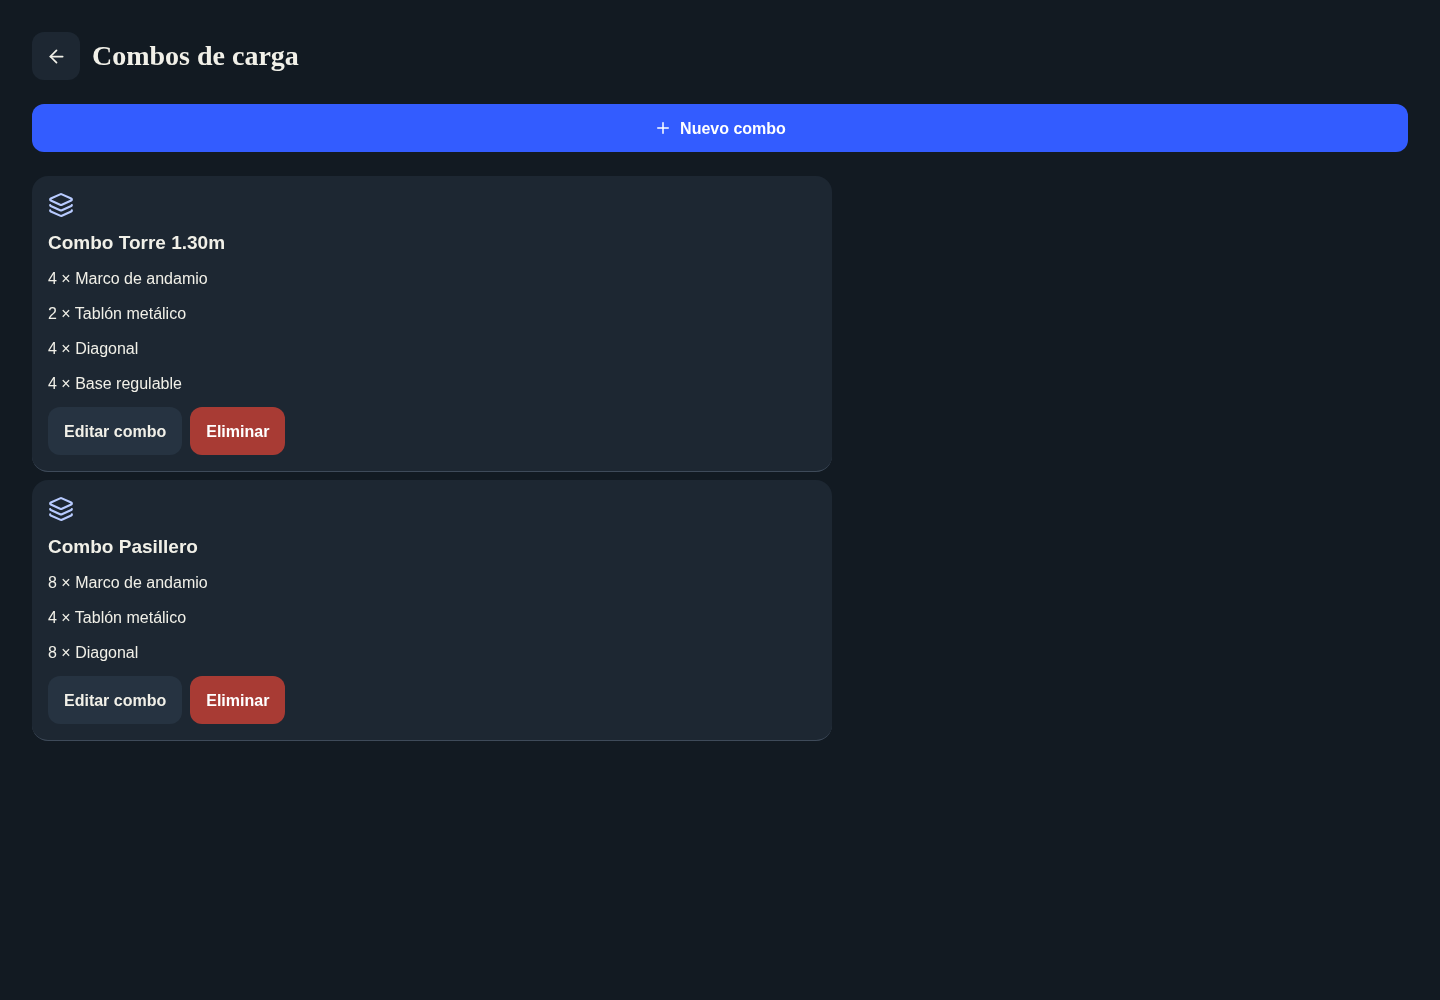 Combos de carga
Nuevo combo
Combo Torre 1.30m
4 × Marco de andamio
2 × Tablón metálico
4 × Diagonal
4 × Base regulable
Editar combo Eliminar
Combo Pasillero
8 × Marco de andamio
4 × Tablón metálico
8 × Diagonal
Editar combo Eliminar